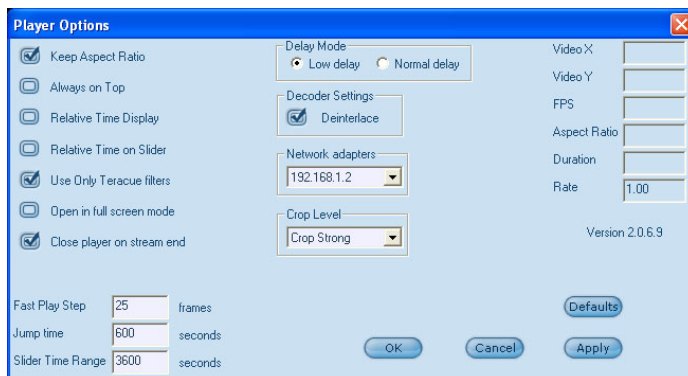 Player Options
Keep Aspect Ratio
Always on Top
Relative Time Display
Relative Time on Slider
Use Only Teracue filters
Open in full screen mode
Close player on stream end
Delay Mode
Low delay Normal delay
Decoder Settings
Deinterlace
Network adapters
192.168.1.2
Crop Level
Crop Strong
Video X
Video Y
FPS
Aspect Ratio
Duration
Rate 1.00
Version 2.0.6.9
Fast Play Step 25 frames
Jump time 600 seconds
Slider Time Range 3600 seconds
Defaults
OK Cancel Apply